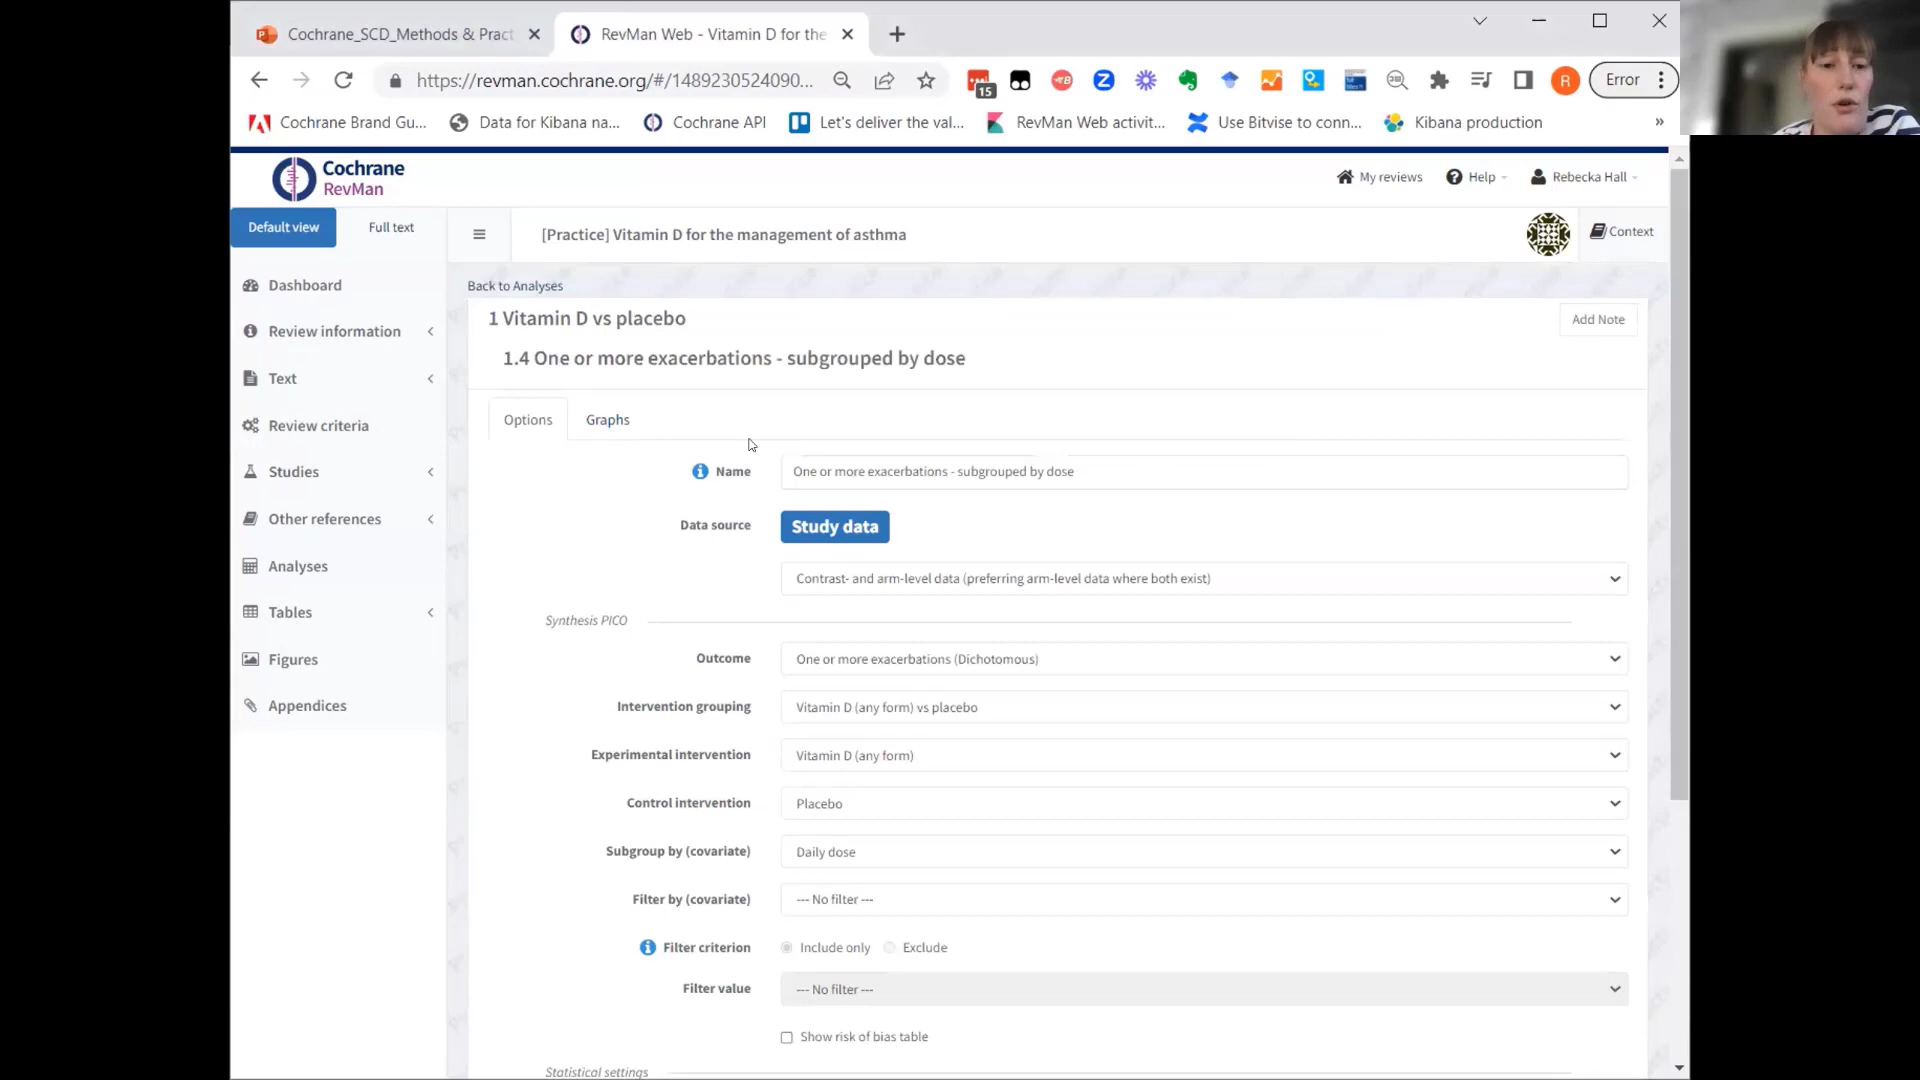 Cochrane_SCD_Methods & Pract
RevMan Web - Vitamin D for the
https://revman.cochrane.org/#/1489230524090...
15
R
Error
Cochrane Brand Gu...
Data for Kibana na...
Cochrane API
Let's deliver the val...
RevMan Web activit...
Use Bitvise to conn...
Kibana production
»
Cochrane
RevMan
My reviews
Help
Rebecka Hall
Default view
Full text
[Practice] Vitamin D for the management of asthma
Context
Dashboard
Review information
Text
Review criteria
Studies
Other references
Analyses
Tables
Figures
Appendices
Back to Analyses
1 Vitamin D vs placebo
Add Note
1.4 One or more exacerbations - subgrouped by dose
Options
Graphs
Name
One or more exacerbations - subgrouped by dose
Data source
Study data
Contrast- and arm-level data (preferring arm-level data where both exist)
Synthesis PICO
Outcome
One or more exacerbations (Dichotomous)
Intervention grouping
Vitamin D (any form) vs placebo
Experimental intervention
Vitamin D (any form)
Control intervention
Placebo
Subgroup by (covariate)
Daily dose
Filter by (covariate)
--- No filter ---
Filter criterion
Include only
Exclude
Filter value
--- No filter ---
Show risk of bias table
Statistical settings